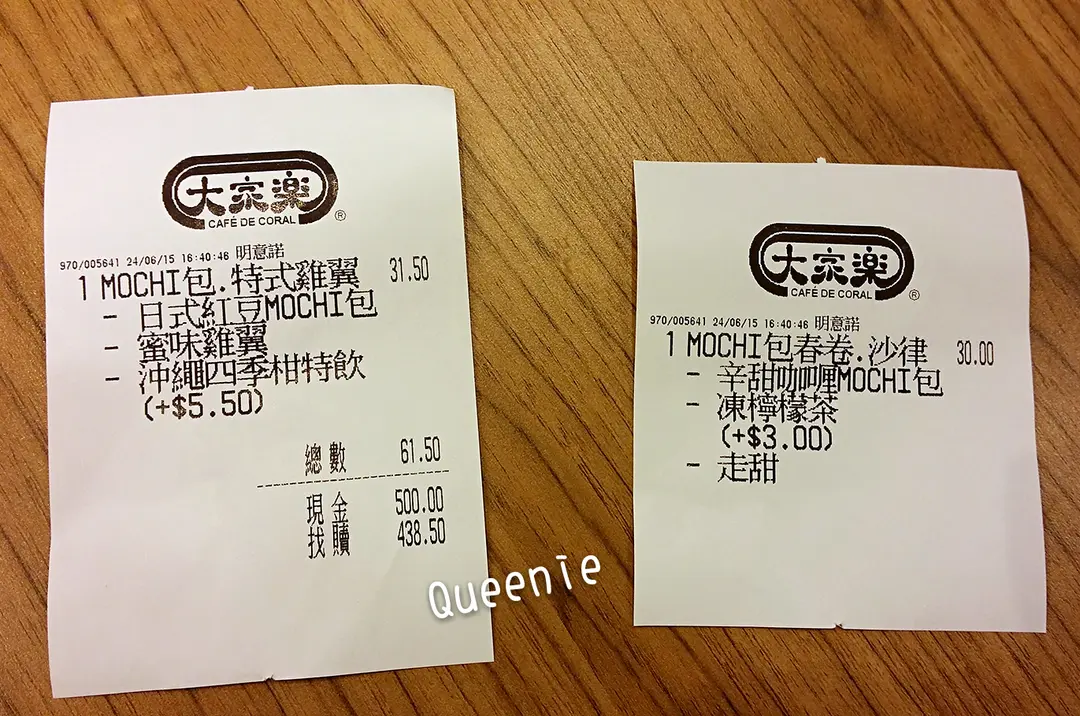 大家樂
CAFÉ DE CORAL ®
970/005641 24/06/15 16:40:46 明意諾
1 MOCHI包.特式雞翼 31.50
- 日式紅豆MOCHI包
- 蜜味雞翼
- 沖繩四季柑特飲
(+$5.50)
總數 61.50
現金 500.00
找贖 438.50
大家樂
CAFÉ DE CORAL ®
970/005641 24/06/15 16:40:46 明意諾
1 MOCHI包春卷.沙律 30.00
- 辛甜咖喱MOCHI包
- 凍檸檬茶
(+$3.00)
- 走甜
Queenie